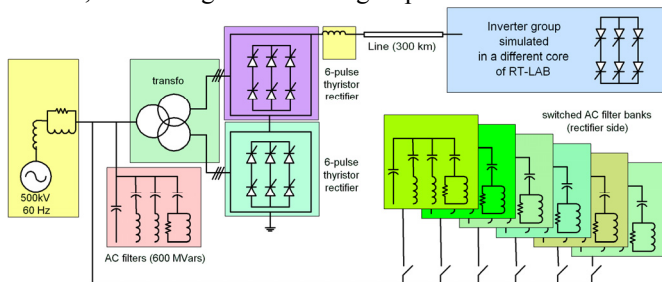 Inverter group
simulated
in a different core
of RT-LAB
Line (300 km)
transfo
6-pulse
thyristor
rectifier
switched AC filter banks
(rectifier side)
6-pulse
thyristor
rectifier
500kV
60 Hz
AC filters (600 MVars)